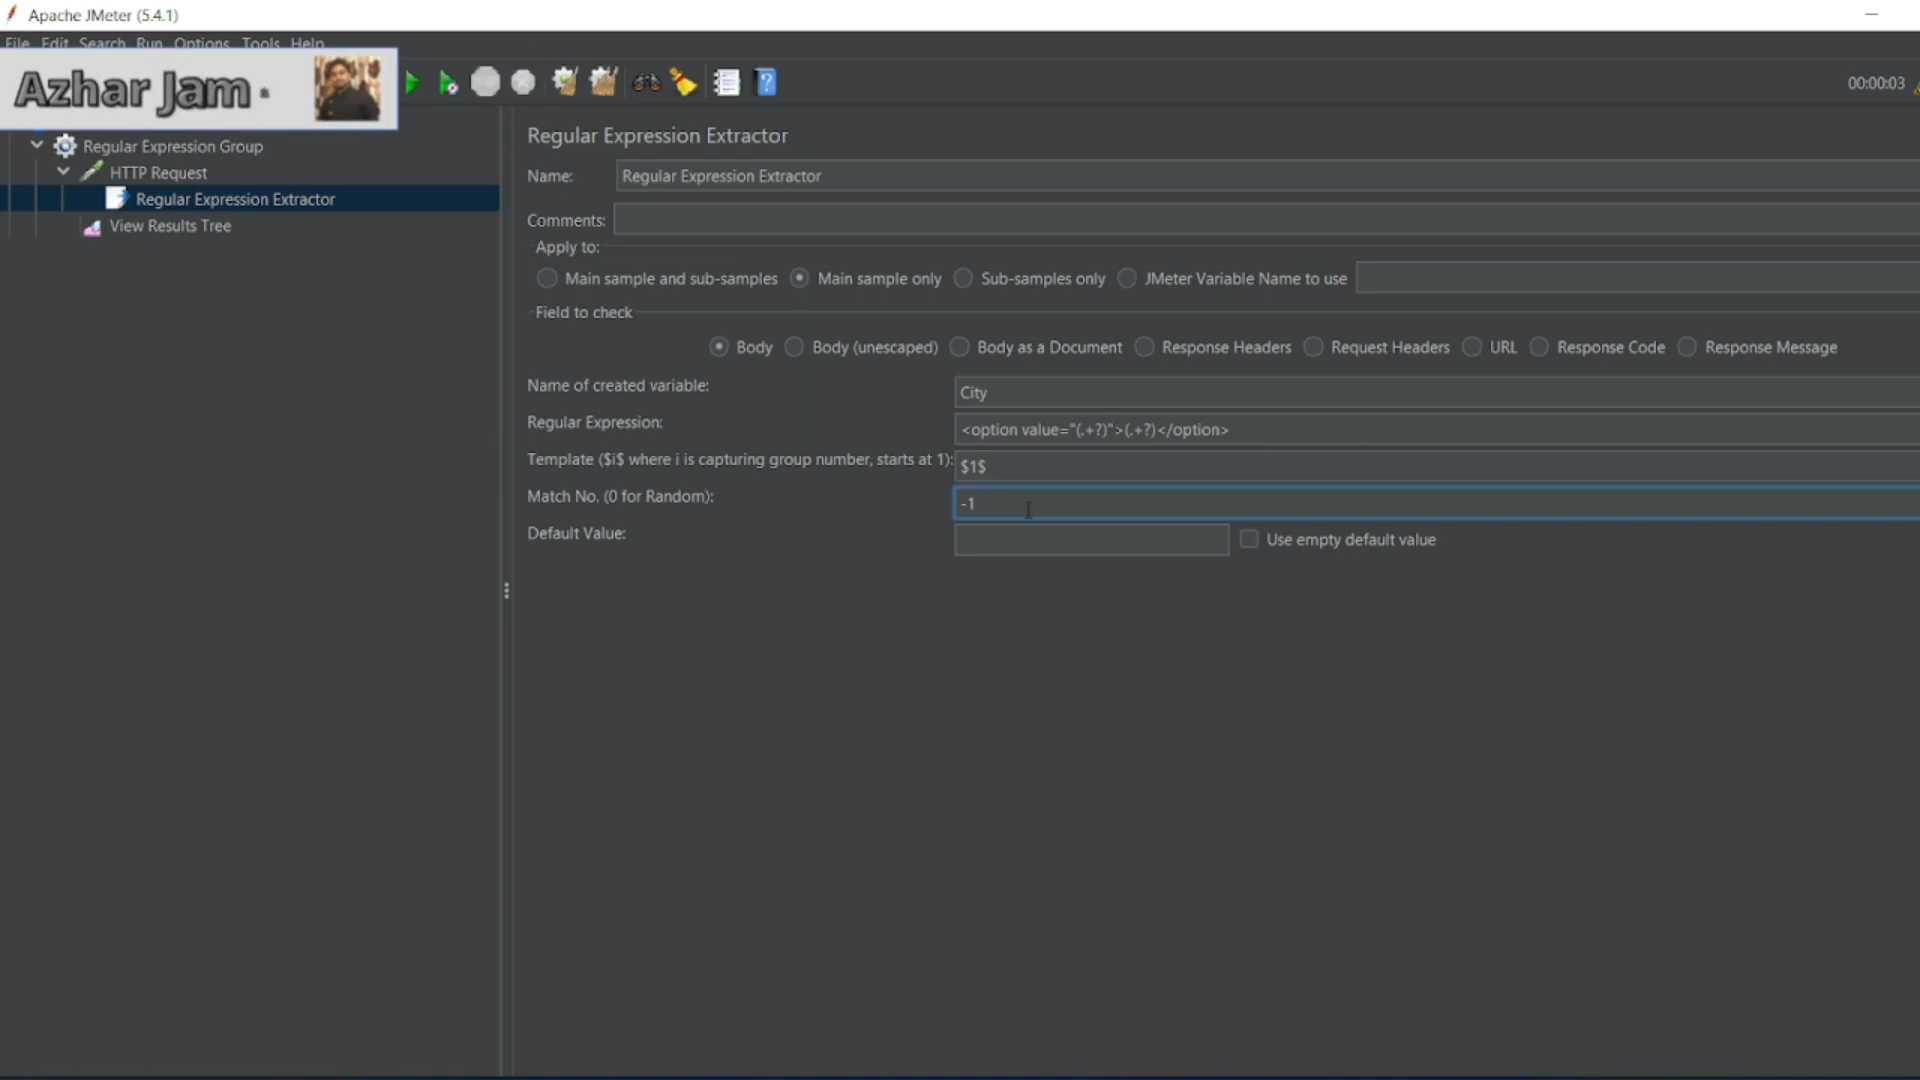 Apache JMeter (5.4.1)
File Edit Search Run Options Tools Help
Azhar Jam
00:00:03
Regular Expression Group
HTTP Request
Regular Expression Extractor
View Results Tree
Regular Expression Extractor
Name: Regular Expression Extractor
Comments:
Apply to:
Main sample and sub-samples Main sample only Sub-samples only JMeter Variable Name to use
Field to check
Body Body (unescaped) Body as a Document Response Headers Request Headers URL Response Code Response Message
Name of created variable: City
Regular Expression: <option value="(.+?)">(.+?)</option>
Template ($i$ where i is capturing group number, starts at 1): $1$
Match No. (0 for Random): -1
Default Value: Use empty default value